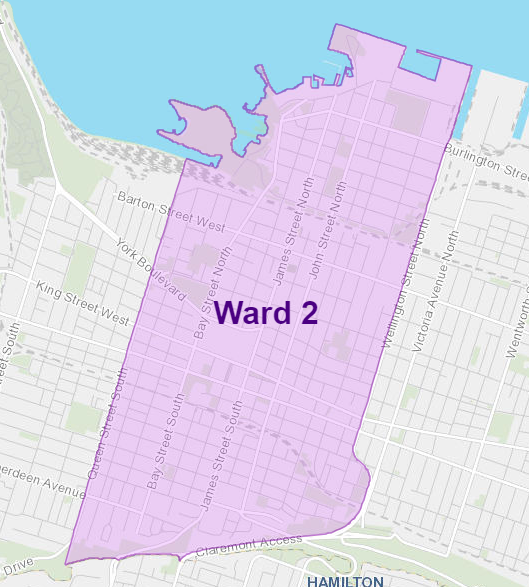 Burlington Street
Barton Street West
James Street North
John Street North
York Boulevard
Bay Street North
Wellington Street North
Victoria Avenue North
Wentworth
King Street West
Ward 2
Street South
Queen Street South
Bay Street South
James Street South
Aberdeen Avenue
Claremont Access
Drive
HAMILTON